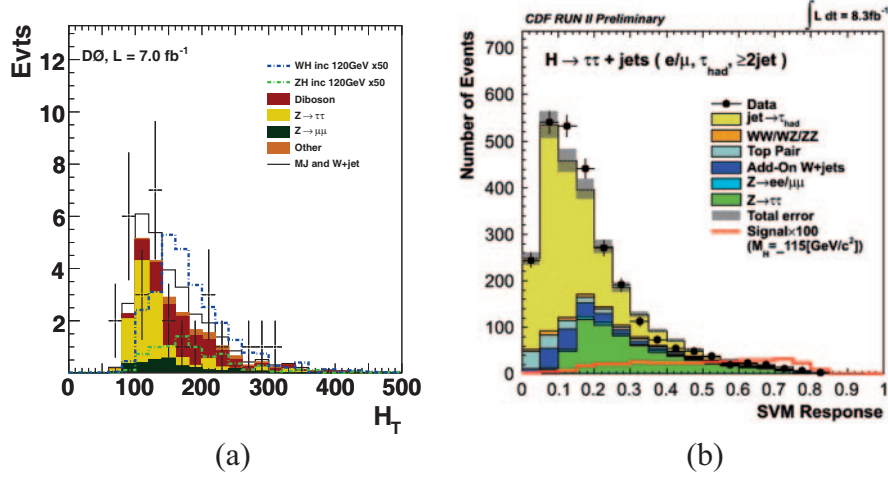 DØ, L = 7.0 fb⁻¹
Evts
12
10
8
6
4
2
WH inc 120GeV x50
ZH inc 120GeV x50
Diboson
Z→ττ
Z→μμ
Other
MJ and W+jet
0 100 200 300 400 500
H_T
(a)
CDF RUN II Preliminary
∫ L dt = 8.3fb⁻¹
Number of Events
700
600
500
400
300
200
100
0
H → ττ + jets ( e/μ, τ_had, ≥2jet)
Data
jet→τ_had
WW/WZ/ZZ
Top Pair
Add-On W+jets
Z→ee/μμ
Z→ττ
Total error
Signal×100
(M_H=_115[GeV/c²])
0 0.1 0.2 0.3 0.4 0.5 0.6 0.7 0.8 0.9 1
SVM Response
(b)